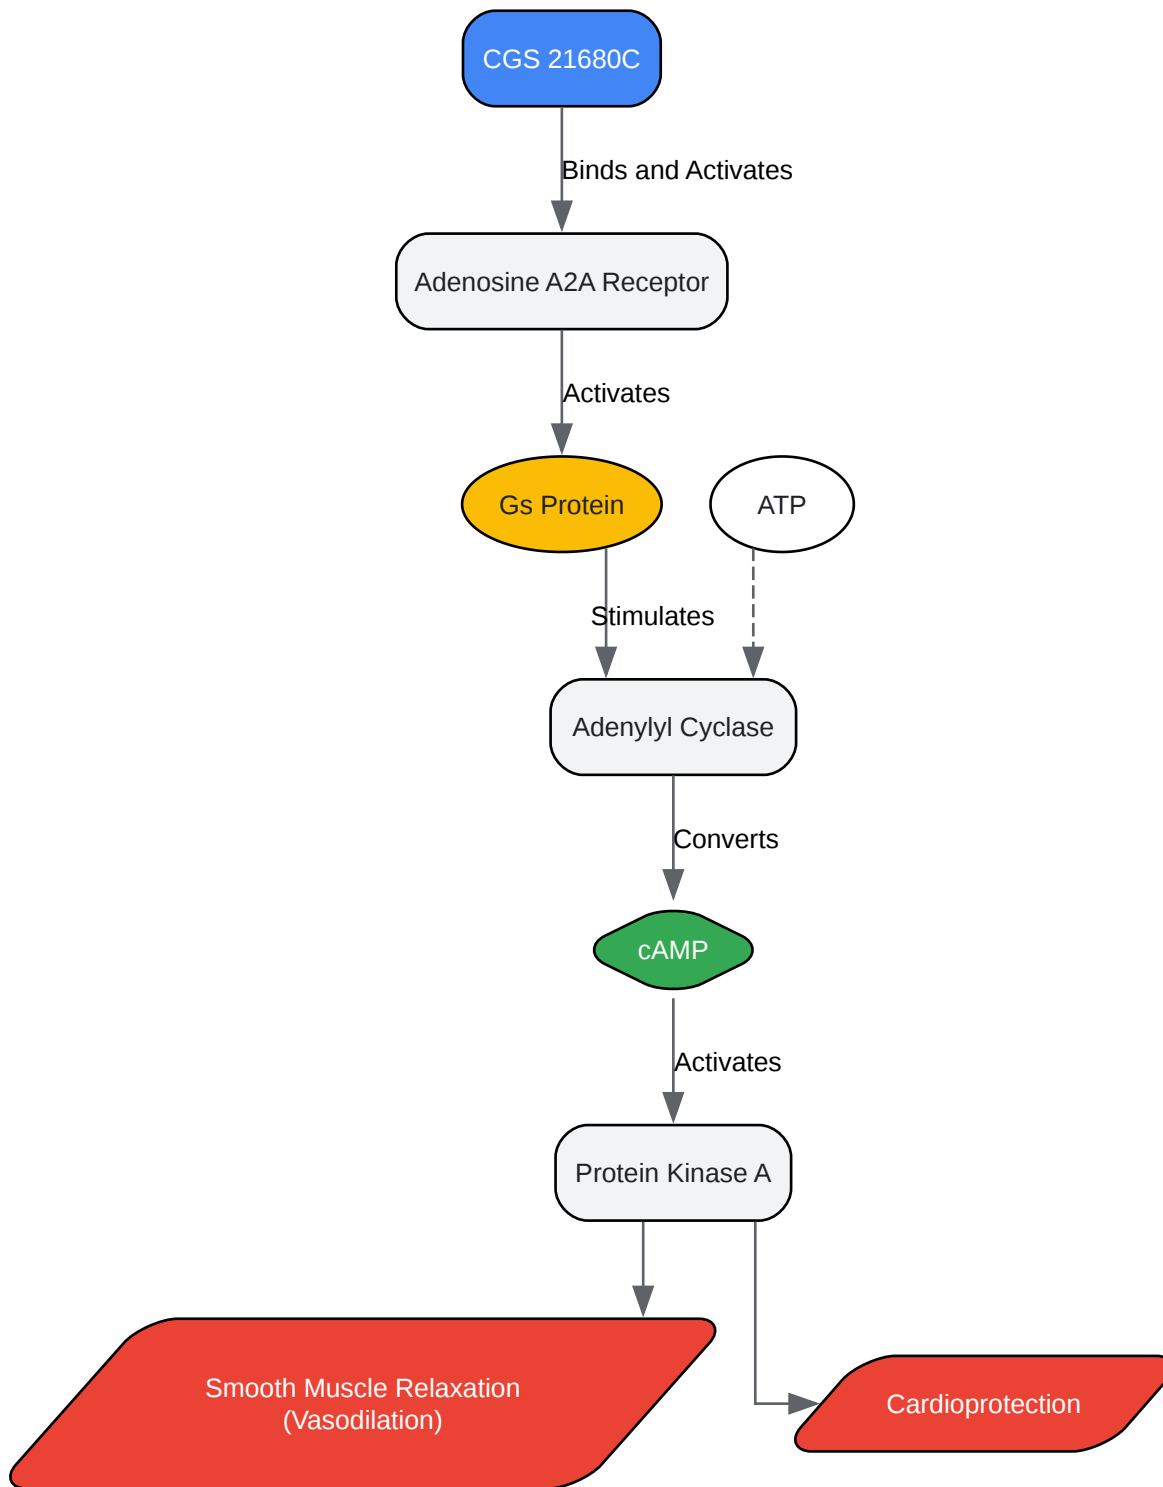 CGS 21680C
Binds and Activates
Adenosine A2A Receptor
Activates
Gs Protein
ATP
Stimulates
Adenylyl Cyclase
Converts
cAMP
Activates
Protein Kinase A
Smooth Muscle Relaxation
(Vasodilation)
Cardioprotection